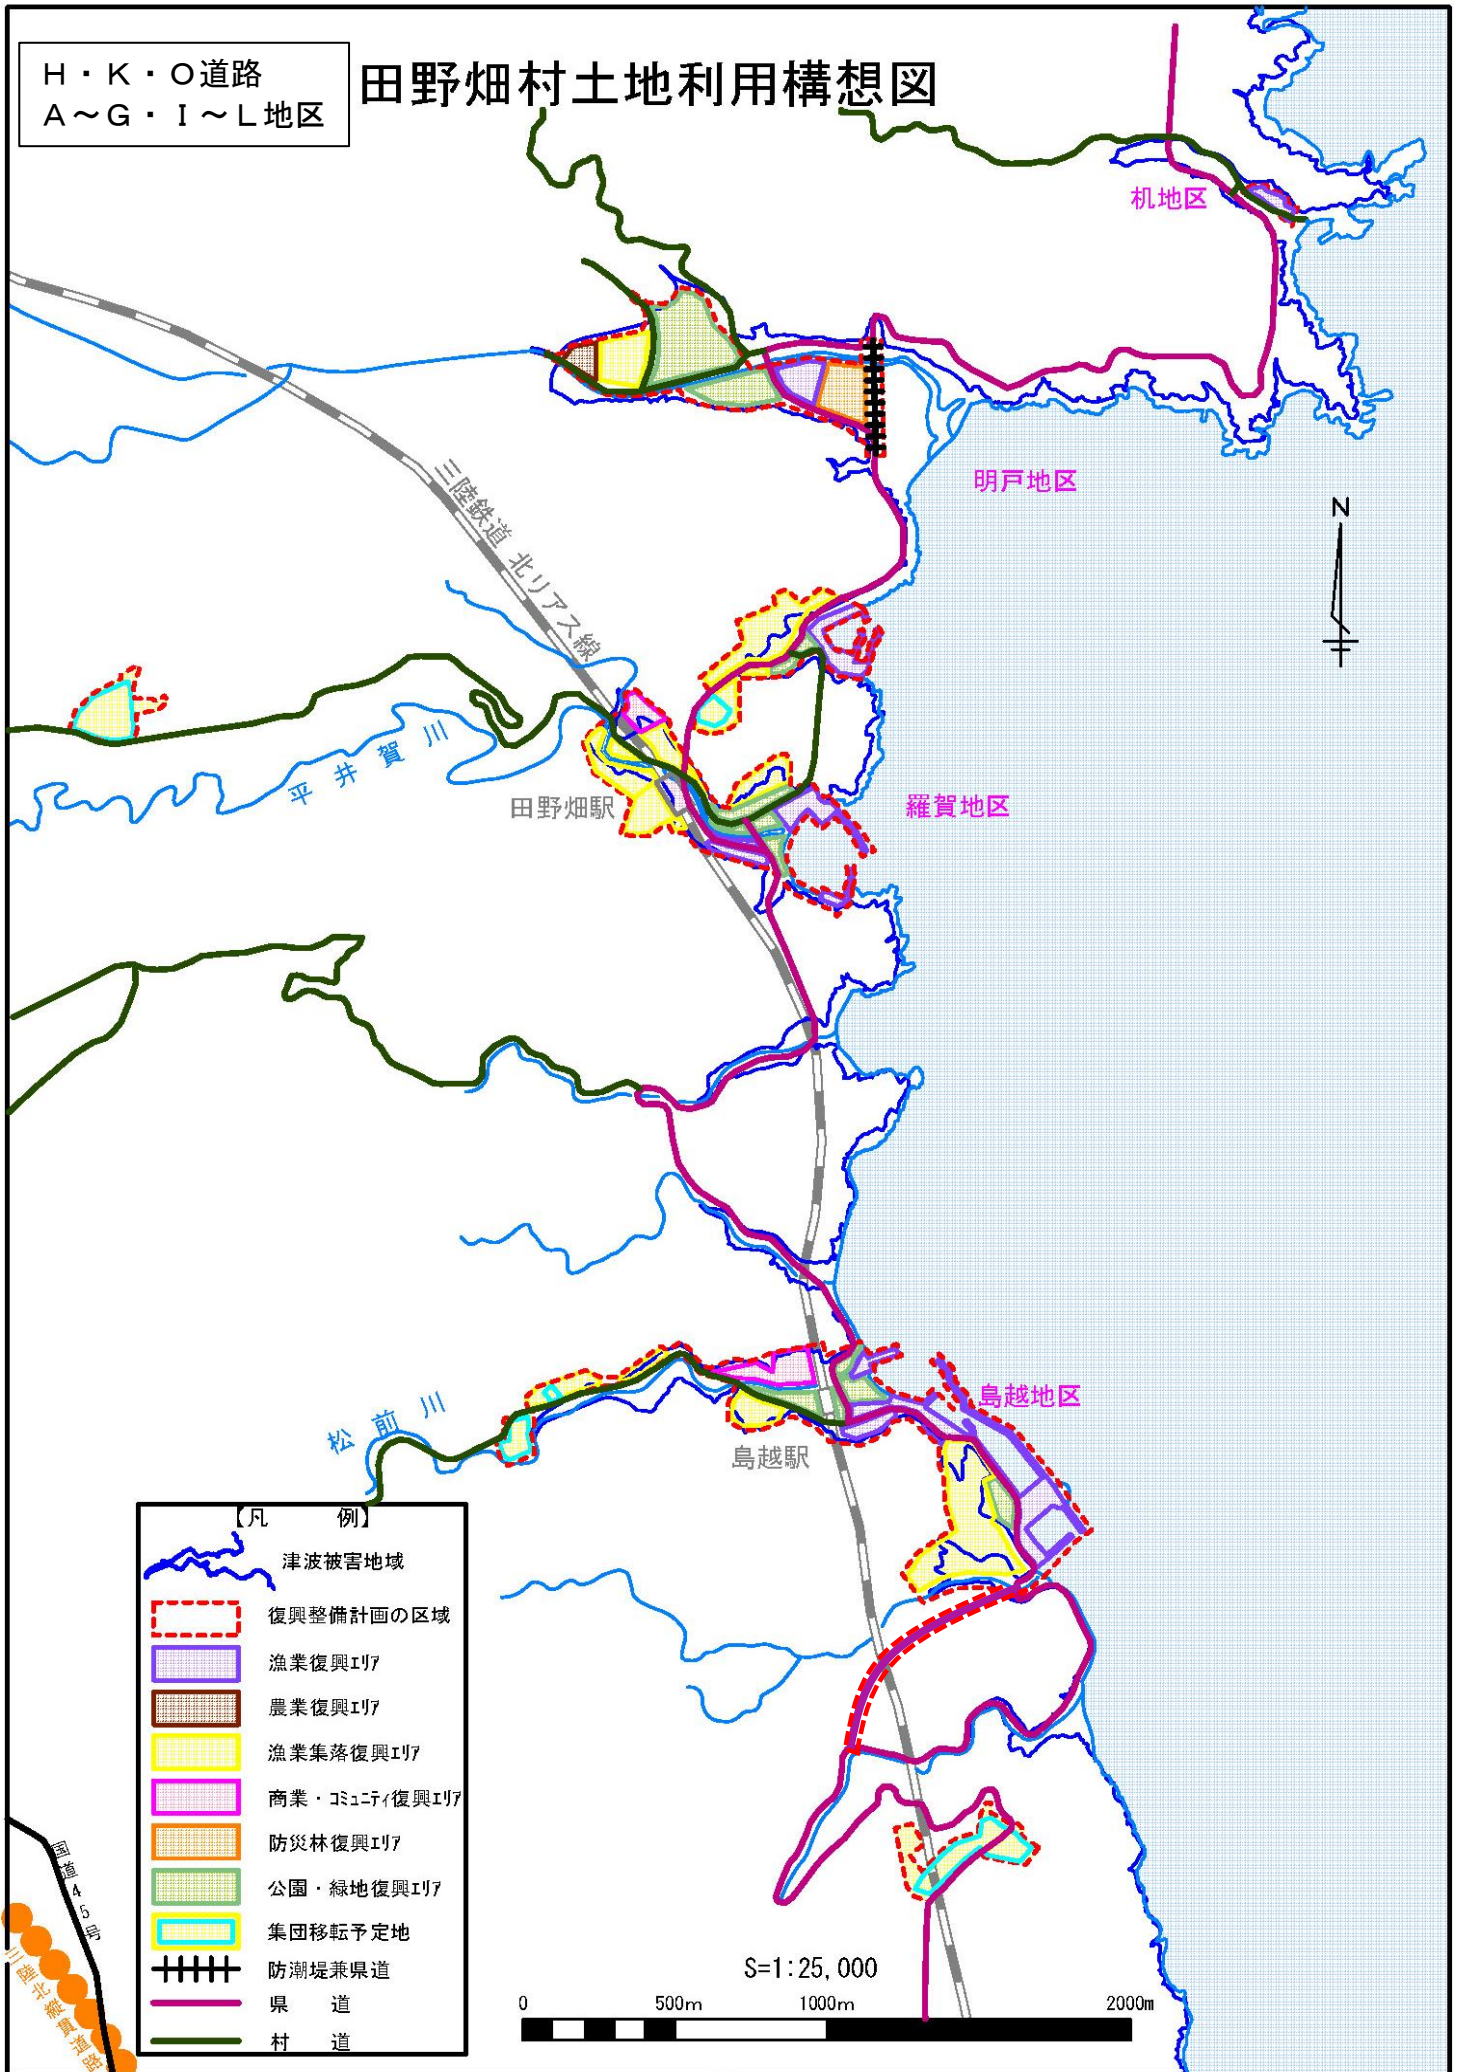 H・K・O道路
A～G・I～L地区
田野畑村土地利用構想図
机地区
明戸地区
N
三陸鉄道 北リアス線
平井賀川
田野畑駅
羅賀地区
島越地区
松前川
島越駅
【凡　例】
津波被害地域
復興整備計画の区域
漁業復興ｴﾘｱ
農業復興ｴﾘｱ
漁業集落復興ｴﾘｱ
商業・ｺﾐｭﾆﾃｨ復興ｴﾘｱ
防災林復興ｴﾘｱ
公園・緑地復興ｴﾘｱ
集団移転予定地
防潮堤兼県道
県　道
村　道
国道45号
三陸北縦貫道路
S=1:25,000
0 500m 1000m 2000m